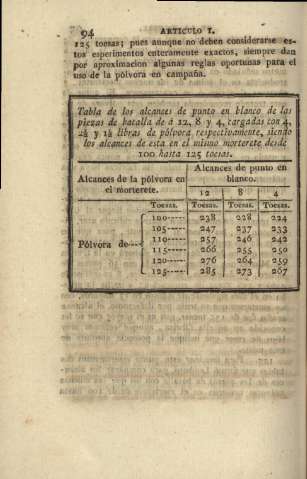 94 ARTICULO I.
125 toesas; pues aunque no deben considerarse es-
tos esperimentos enteramente exactos, siempre dan
por aproximacion algunas reglas oportunas para el
uso de la pólvora en campaña.
Tabla de los alcances de punto en blanco de las
piezas de batalla de á 12, 8 y 4, cargadas con 4,
2½ y 1½ libras de pólvora respectivamente, siendo
los alcances de esta en el mismo morterete desde
100 hasta 125 toesas.
Alcances de la pólvora en el morterete. Alcances de punto en blanco.
12 8 4
Toesas. Toesas. Toesas. Toesas.
Pólvora de
100 238 228 224
105 247 237 233
110 257 246 242
115 266 255 250
120 276 264 259
125 285 273 267